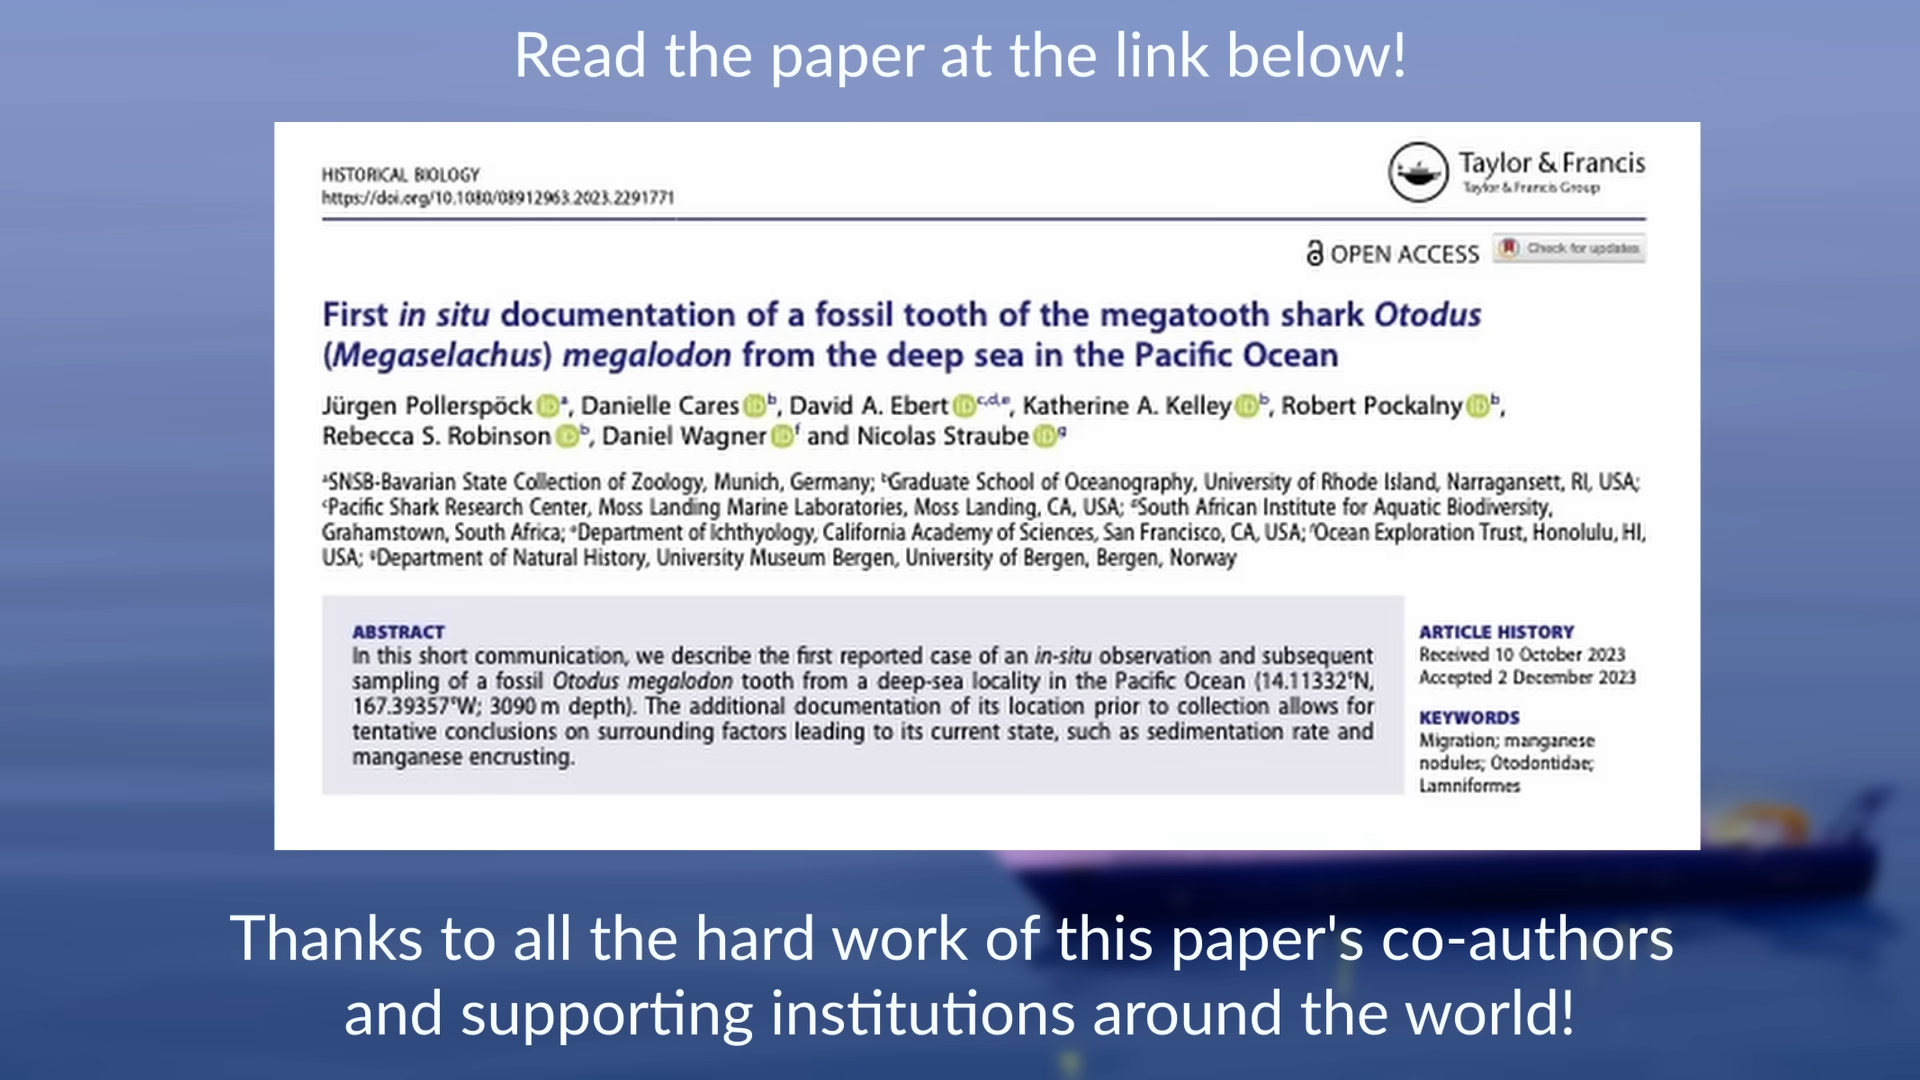 Read the paper at the link below!
HISTORICAL BIOLOGY
https://doi.org/10.1080/08912963.2023.2291771
Taylor & Francis
Taylor & Francis Group
OPEN ACCESS
Check for updates
First in situ documentation of a fossil tooth of the megatooth shark Otodus
(Megaselachus) megalodon from the deep sea in the Pacific Ocean
Jürgen Pollerspöck iD a, Danielle Cares iD b, David A. Ebert iD c,d,e, Katherine A. Kelley iD b, Robert Pockalny iD b,
Rebecca S. Robinson iD b, Daniel Wagner iD f and Nicolas Straube iD g
aSNSB-Bavarian State Collection of Zoology, Munich, Germany; bGraduate School of Oceanography, University of Rhode Island, Narragansett, RI, USA;
cPacific Shark Research Center, Moss Landing Marine Laboratories, Moss Landing, CA, USA; dSouth African Institute for Aquatic Biodiversity,
Grahamstown, South Africa; eDepartment of Ichthyology, California Academy of Sciences, San Francisco, CA, USA; fOcean Exploration Trust, Honolulu, HI,
USA; gDepartment of Natural History, University Museum Bergen, University of Bergen, Bergen, Norway
ABSTRACT
In this short communication, we describe the first reported case of an in-situ observation and subsequent
sampling of a fossil Otodus megalodon tooth from a deep-sea locality in the Pacific Ocean (14.11332°N,
167.39357°W; 3090 m depth). The additional documentation of its location prior to collection allows for
tentative conclusions on surrounding factors leading to its current state, such as sedimentation rate and
manganese encrusting.
ARTICLE HISTORY
Received 10 October 2023
Accepted 2 December 2023
KEYWORDS
Migration; manganese
nodules; Otodontidae;
Lamniformes
Thanks to all the hard work of this paper's co-authors
and supporting institutions around the world!